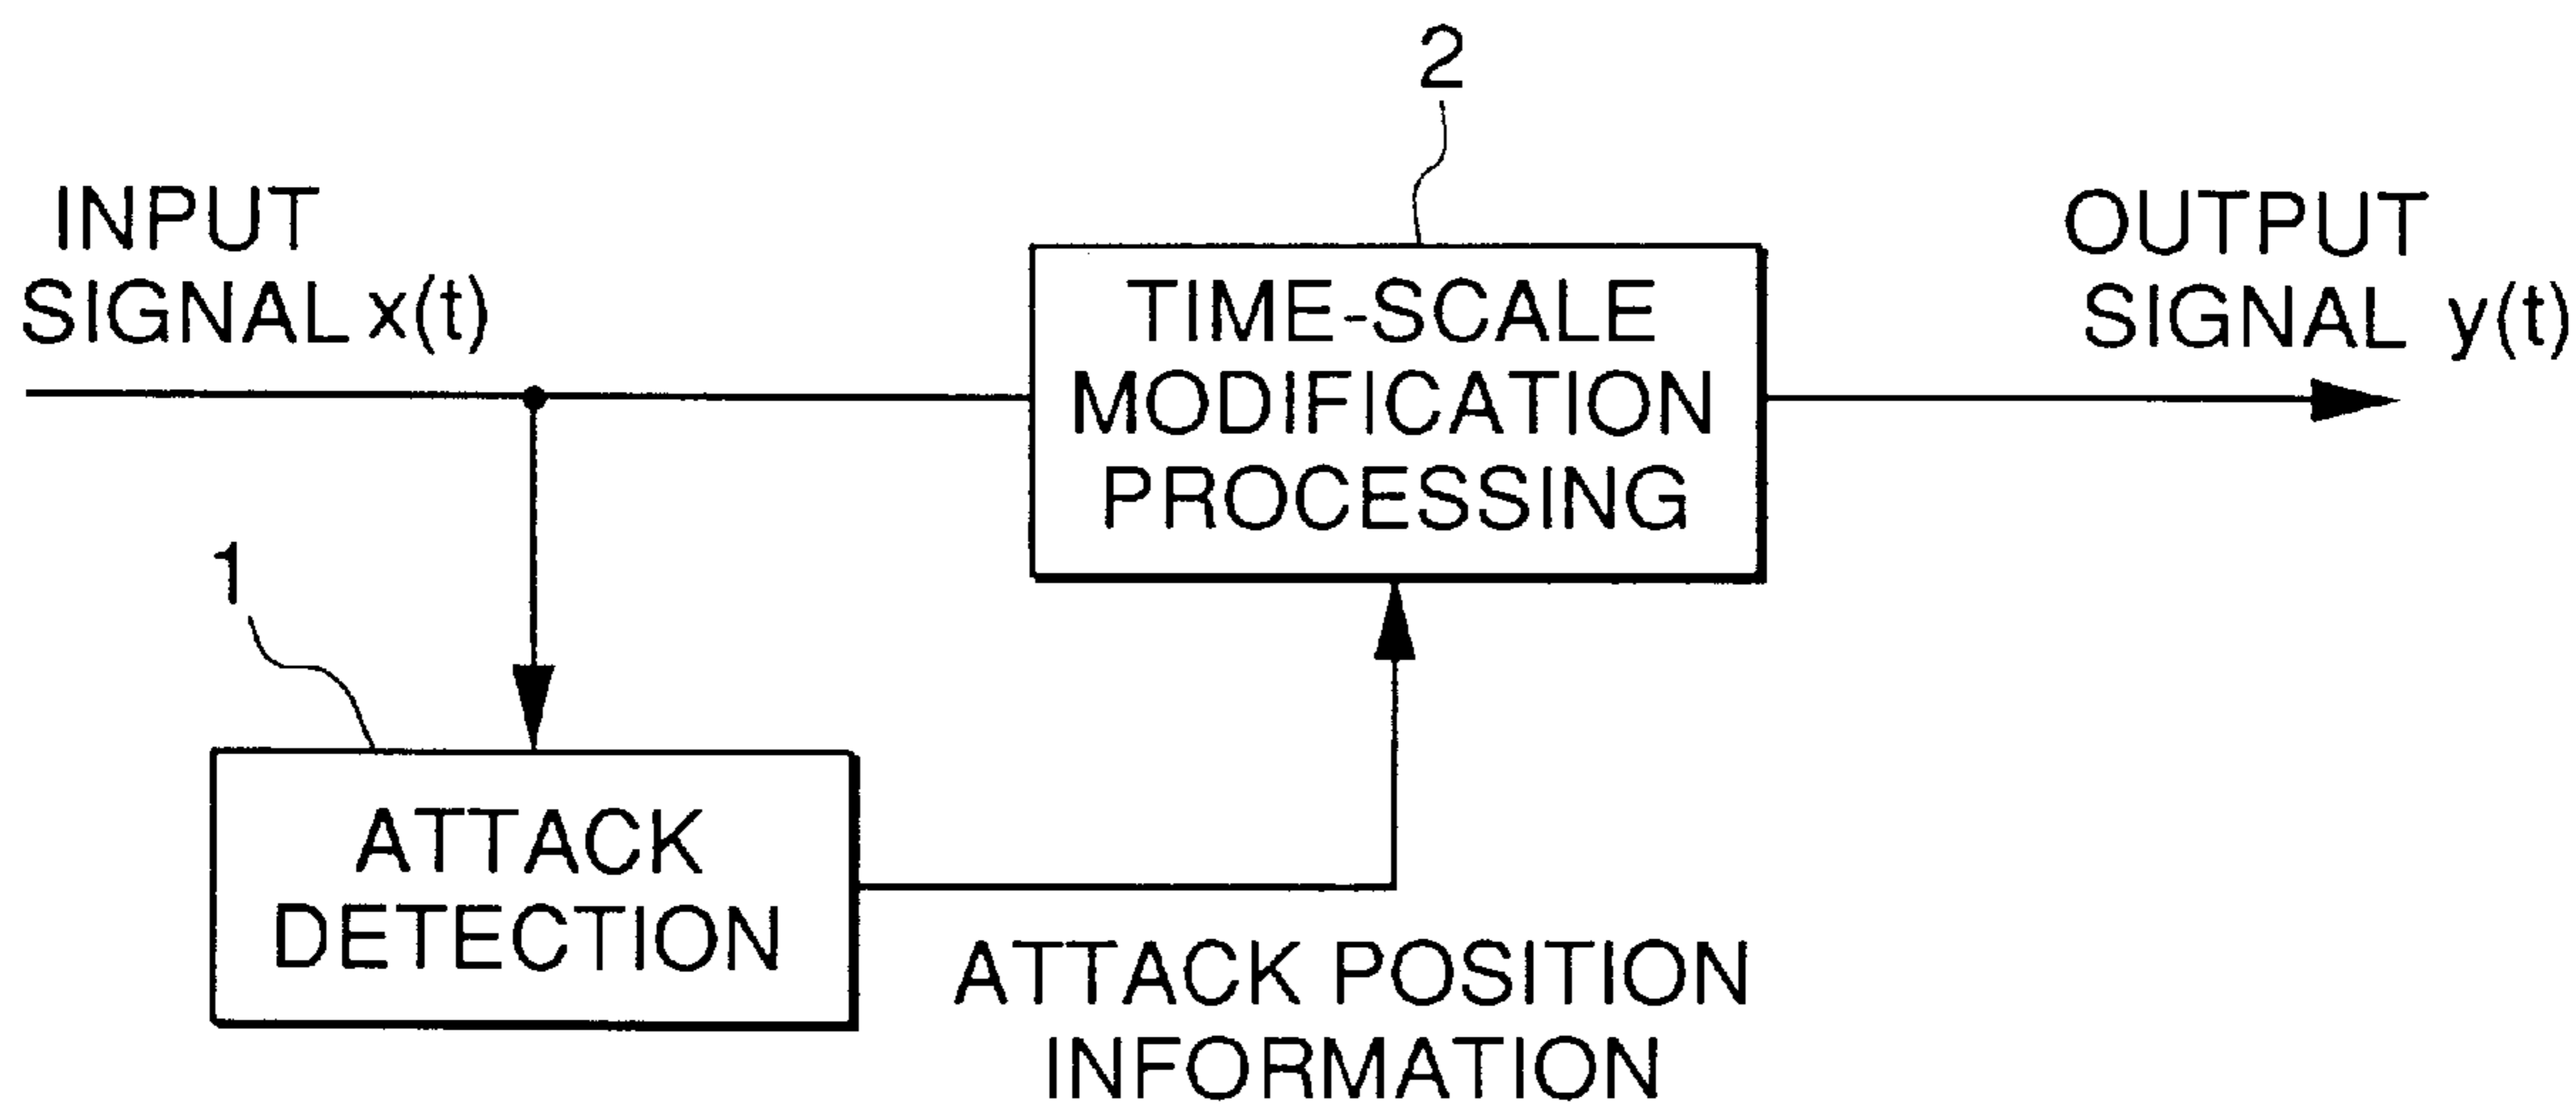 2
INPUT
SIGNAL x(t)
TIME-SCALE
MODIFICATION
PROCESSING
OUTPUT
SIGNAL y(t)
1
ATTACK
DETECTION
ATTACK POSITION
INFORMATION